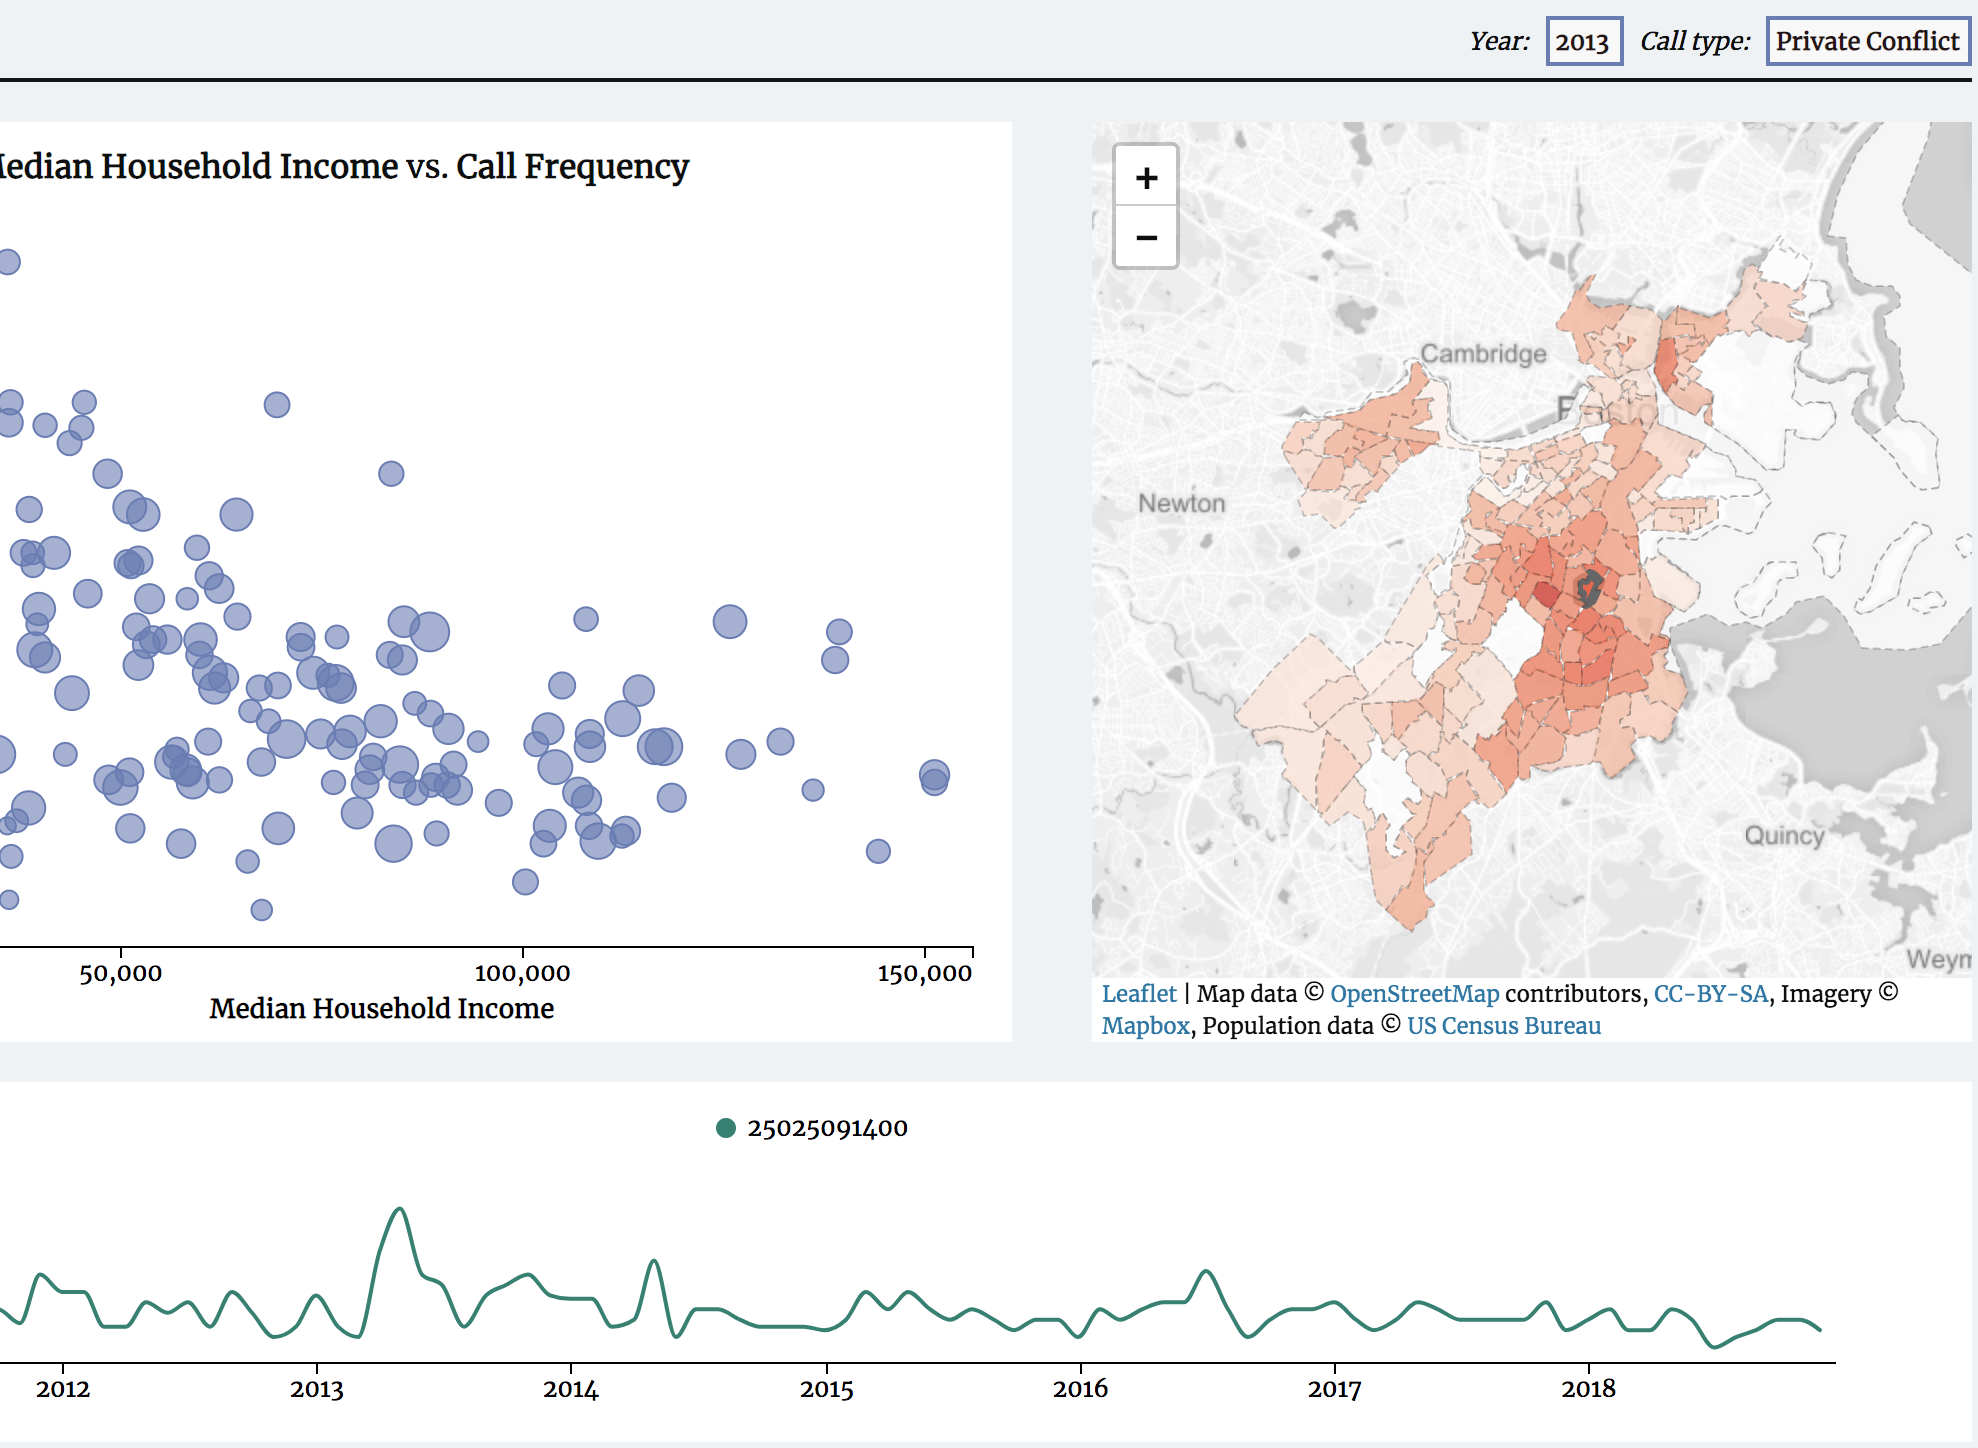 Year: 2013 Call type: Private Conflict
Median Household Income vs. Call Frequency
+
−
Cambridge
Boston
Newton
Quincy
50,000 100,000 150,000
Median Household Income
Leaflet | Map data © OpenStreetMap contributors, CC-BY-SA, Imagery ©
Mapbox, Population data © US Census Bureau
25025091400
2012 2013 2014 2015 2016 2017 2018